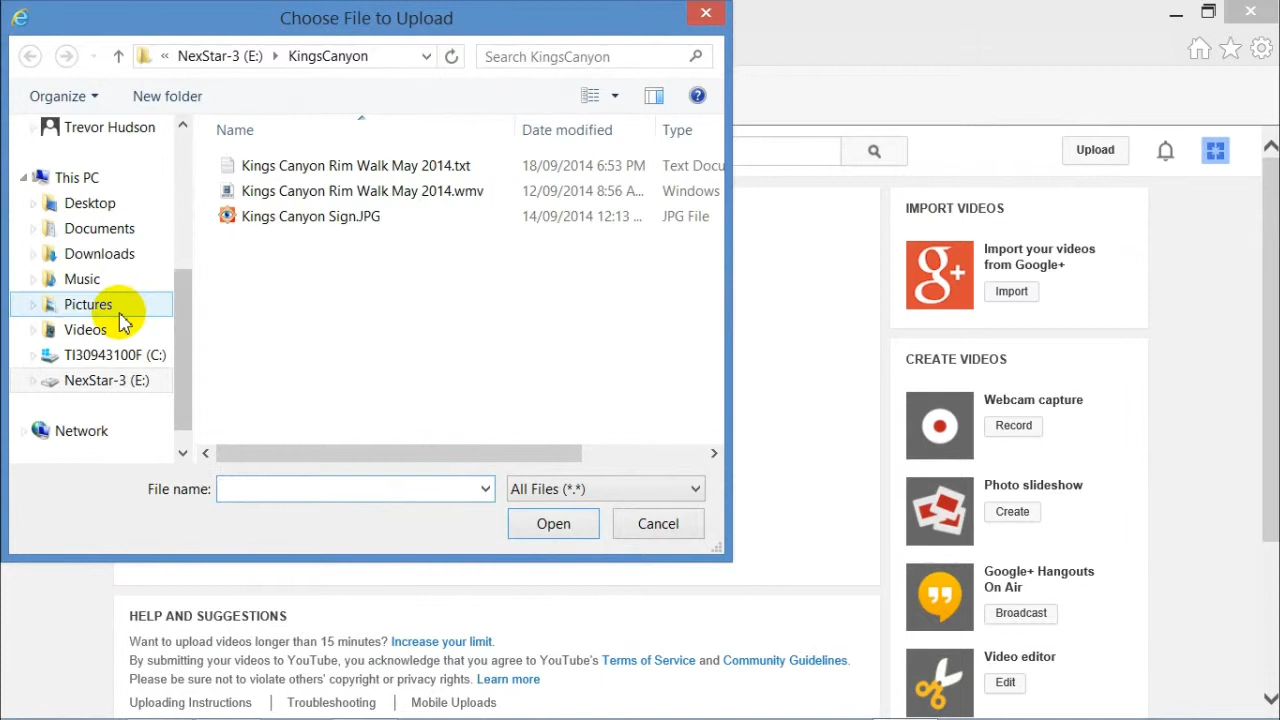 Choose File to Upload
« NexStar-3 (E:) KingsCanyon
Search KingsCanyon
Organize
New folder
Trevor Hudson
This PC
Desktop
Documents
Downloads
Music
Pictures
Videos
TI30943100F (C:)
NexStar-3 (E:)
Network
Name Date modified Type
Kings Canyon Rim Walk May 2014.txt 18/09/2014 6:53 PM Text Docu
Kings Canyon Rim Walk May 2014.wmv 12/09/2014 8:56 A... Windows
Kings Canyon Sign.JPG 14/09/2014 12:13 ... JPG File
File name:
All Files (*.*)
Open
Cancel
Upload
IMPORT VIDEOS
Import your videos
from Google+
Import
CREATE VIDEOS
Webcam capture
Record
Photo slideshow
Create
Google+ Hangouts
On Air
Broadcast
Video editor
Edit
HELP AND SUGGESTIONS
Want to upload videos longer than 15 minutes? Increase your limit.
By submitting your videos to YouTube, you acknowledge that you agree to YouTube's Terms of Service and Community Guidelines.
Please be sure not to violate others' copyright or privacy rights. Learn more
Uploading Instructions | Troubleshooting | Mobile Uploads